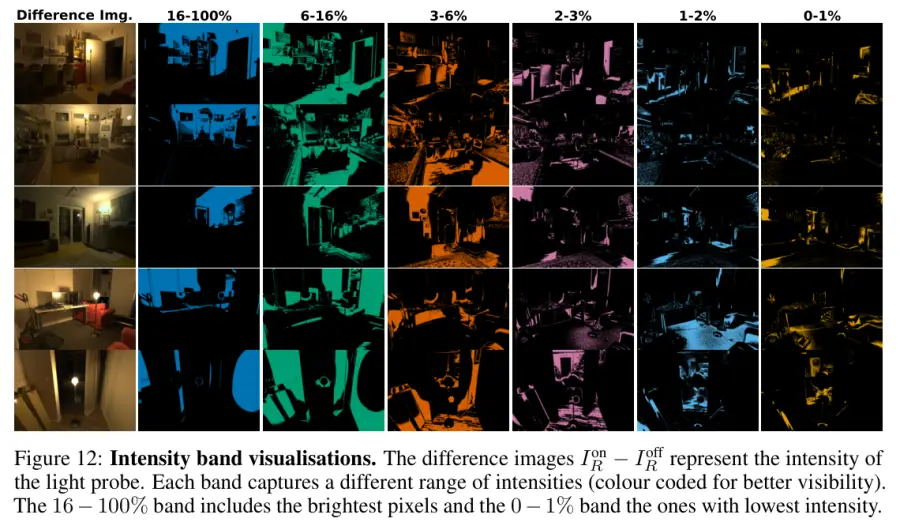 Difference Img. 16-100% 6-16% 3-6% 2-3% 1-2% 0-1%
Figure 12: Intensity band visualisations. The difference images I_R^on − I_R^off represent the intensity of
the light probe. Each band captures a different range of intensities (colour coded for better visibility).
The 16 − 100% band includes the brightest pixels and the 0 − 1% band the ones with lowest intensity.